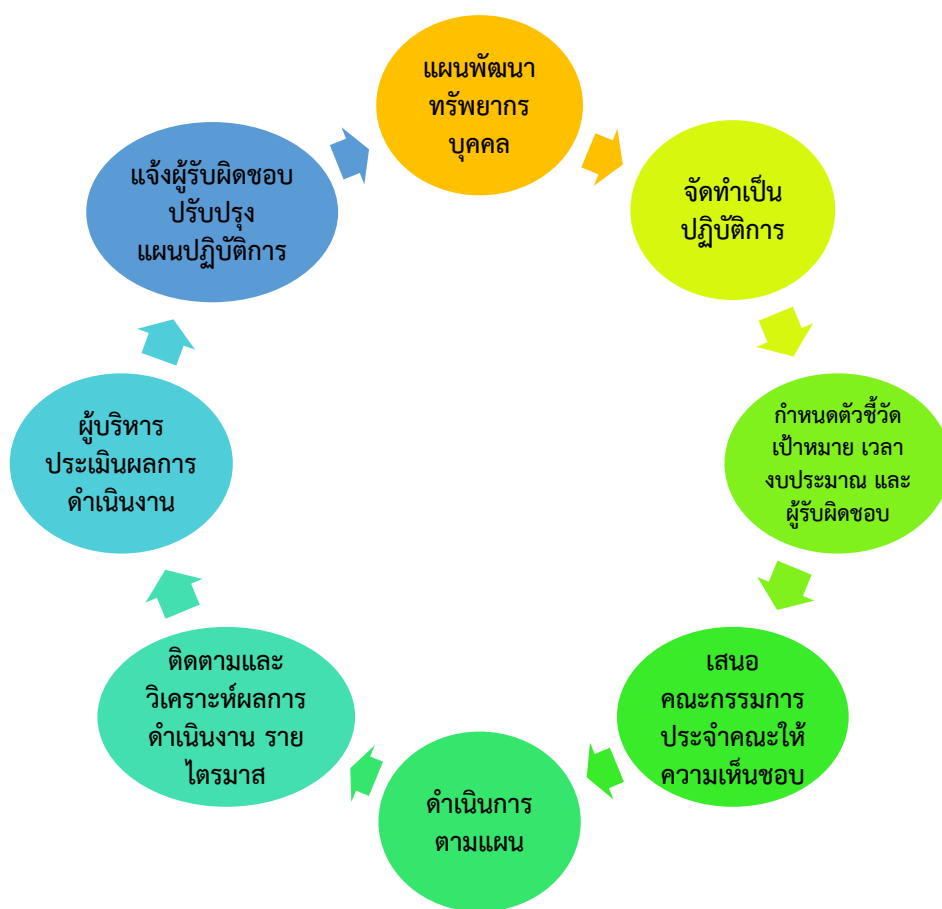 แผนพัฒนา
ทรัพยากร
บุคคล
จัดทำเป็น
ปฏิบัติการ
กำหนดตัวชี้วัด
เป้าหมาย เวลา
งบประมาณ และ
ผู้รับผิดชอบ
เสนอ
คณะกรรมการ
ประจำคณะให้
ความเห็นชอบ
ดำเนินการ
ตามแผน
ติดตามและ
วิเคราะห์ผลการ
ดำเนินงาน ราย
ไตรมาส
ผู้บริหาร
ประเมินผลการ
ดำเนินงาน
แจ้งผู้รับผิดชอบ
ปรับปรุง
แผนปฏิบัติการ